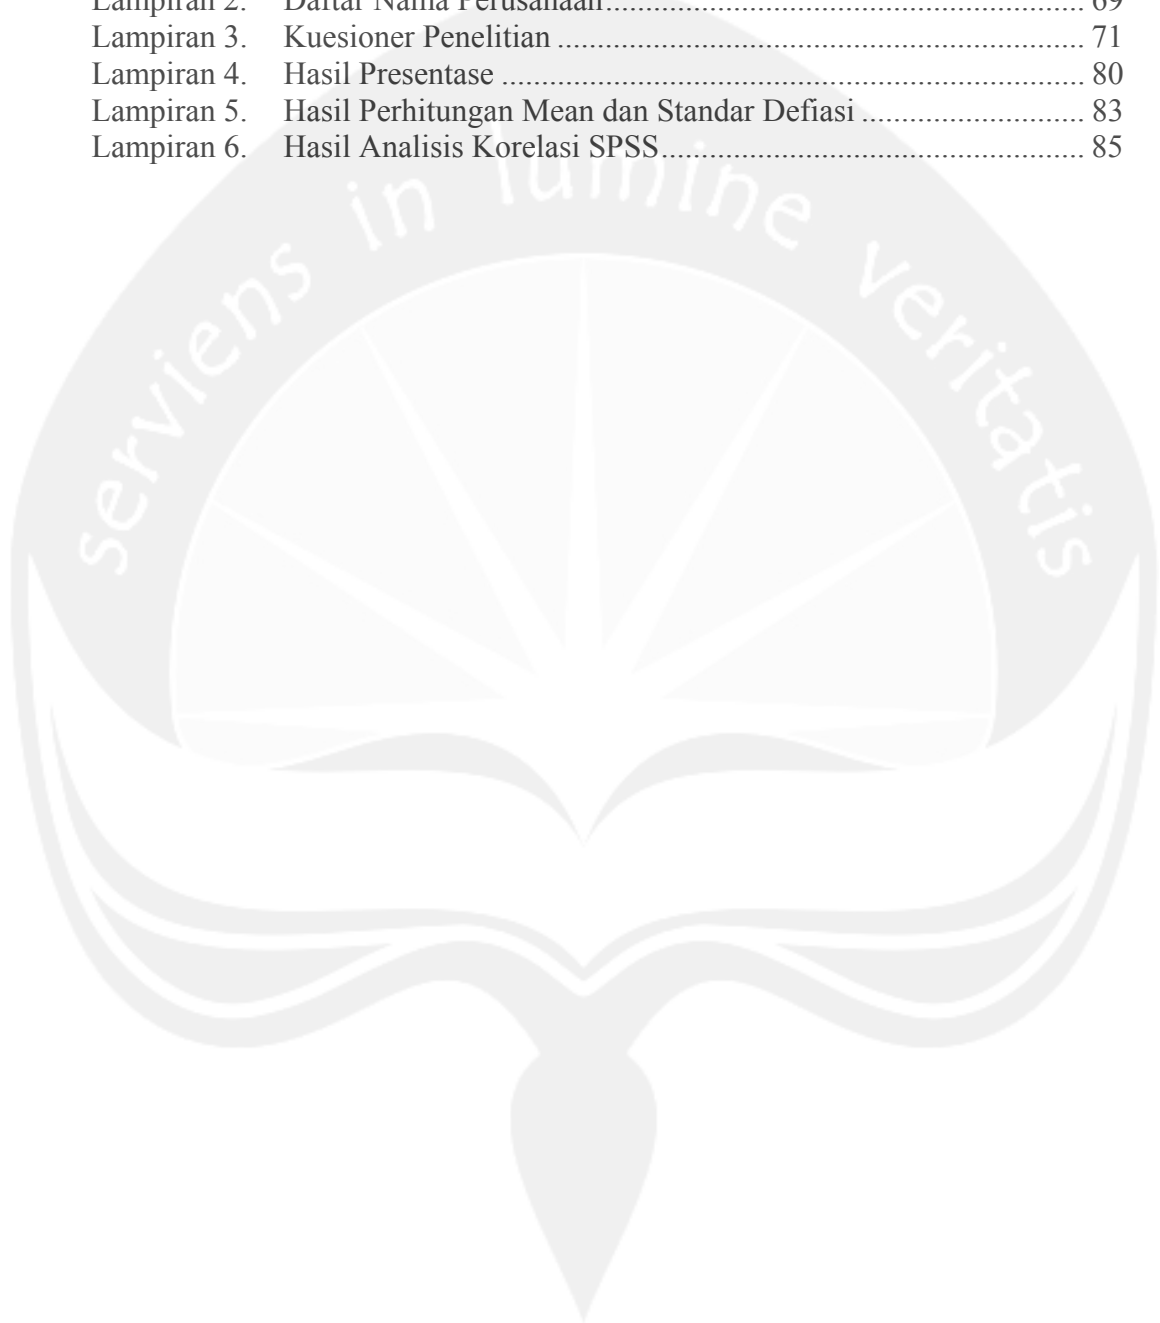 Lampiran 2. Daftar Nama Perusahaan............................................................. 69
Lampiran 3. Kuesioner Penelitian ................................................................... 71
Lampiran 4. Hasil Presentase .......................................................................... 80
Lampiran 5. Hasil Perhitungan Mean dan Standar Defiasi ............................ 83
Lampiran 6. Hasil Analisis Korelasi SPSS...................................................... 85
serviens in lumine veritatis